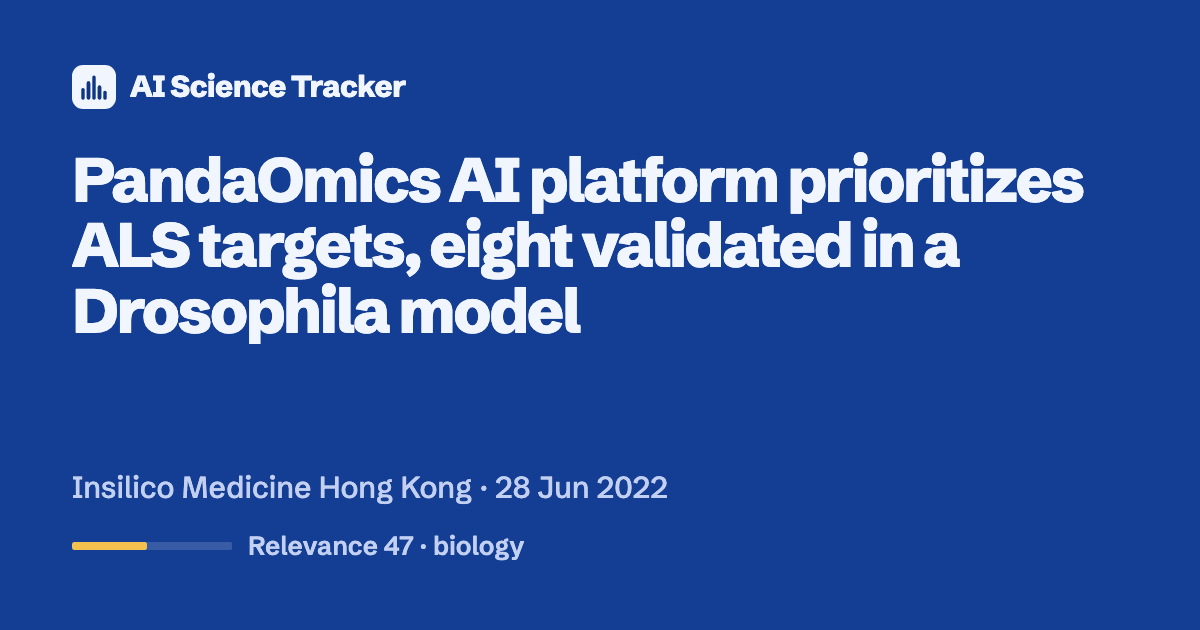 AI Science Tracker
PandaOmics AI platform prioritizes
ALS targets, eight validated in a
Drosophila model
Insilico Medicine Hong Kong · 28 Jun 2022
Relevance 47 · biology